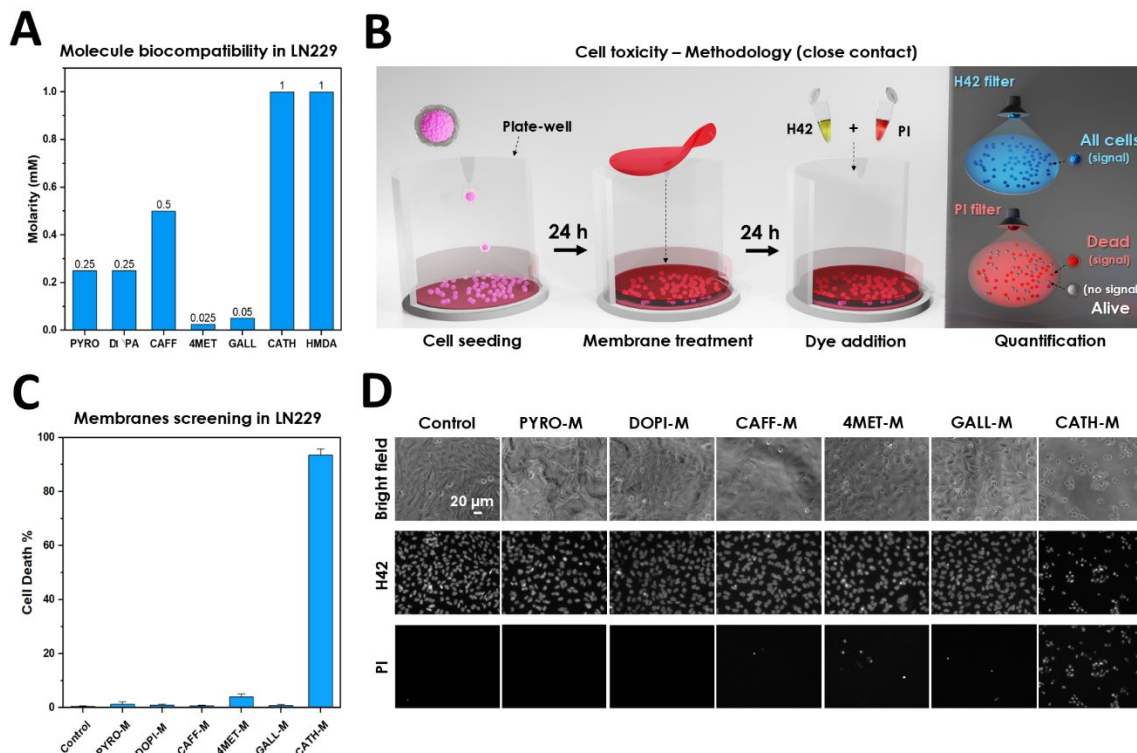 A
Molecule biocompatibility in LN229
Molarity (mM)
1.0
0.8
0.6
0.4
0.2
0.0
0.25
0.25
0.5
0.025
0.05
1
1
PYRO
CAFF
4MET
GALL
CATH
HMDA
B
Cell toxicity – Methodology (close contact)
Plate-well
24 h
24 h
H42
+
PI
Cell seeding
Membrane treatment
Dye addition
Quantification
H42 filter
All cells
(signal)
PI filter
Dead
(signal)
(no signal)
Alive
C
Membranes screening in LN229
Cell Death %
100
80
60
40
20
0
Control
PYRO-M
DOPI-M
CAFF-M
4MET-M
GALL-M
CATH-M
D
Control
PYRO-M
DOPI-M
CAFF-M
4MET-M
GALL-M
CATH-M
Bright field
20 µm
H42
PI